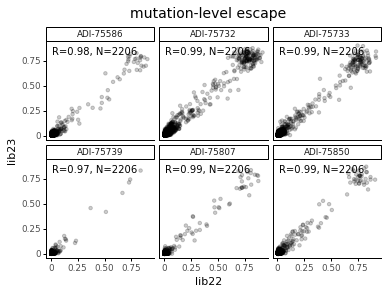 mutation-level escape
ADI-75586
ADI-75732
ADI-75733
R=0.98, N=2206
R=0.99, N=2206
R=0.99, N=2206
0.75
0.50
0.25
0
lib23
ADI-75739
ADI-75807
ADI-75850
R=0.97, N=2206
R=0.99, N=2206
R=0.99, N=2206
0.75
0.50
0.25
0
0 0.25 0.50 0.75
0 0.25 0.50 0.75
0 0.25 0.50 0.75
lib22